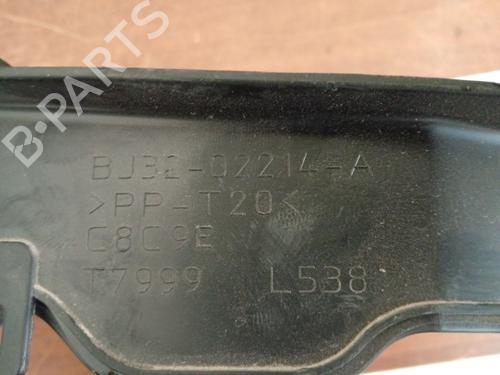 B-PARTS
BJ32-02214-A
>PP-T20<
C8C9E
T7999 L538